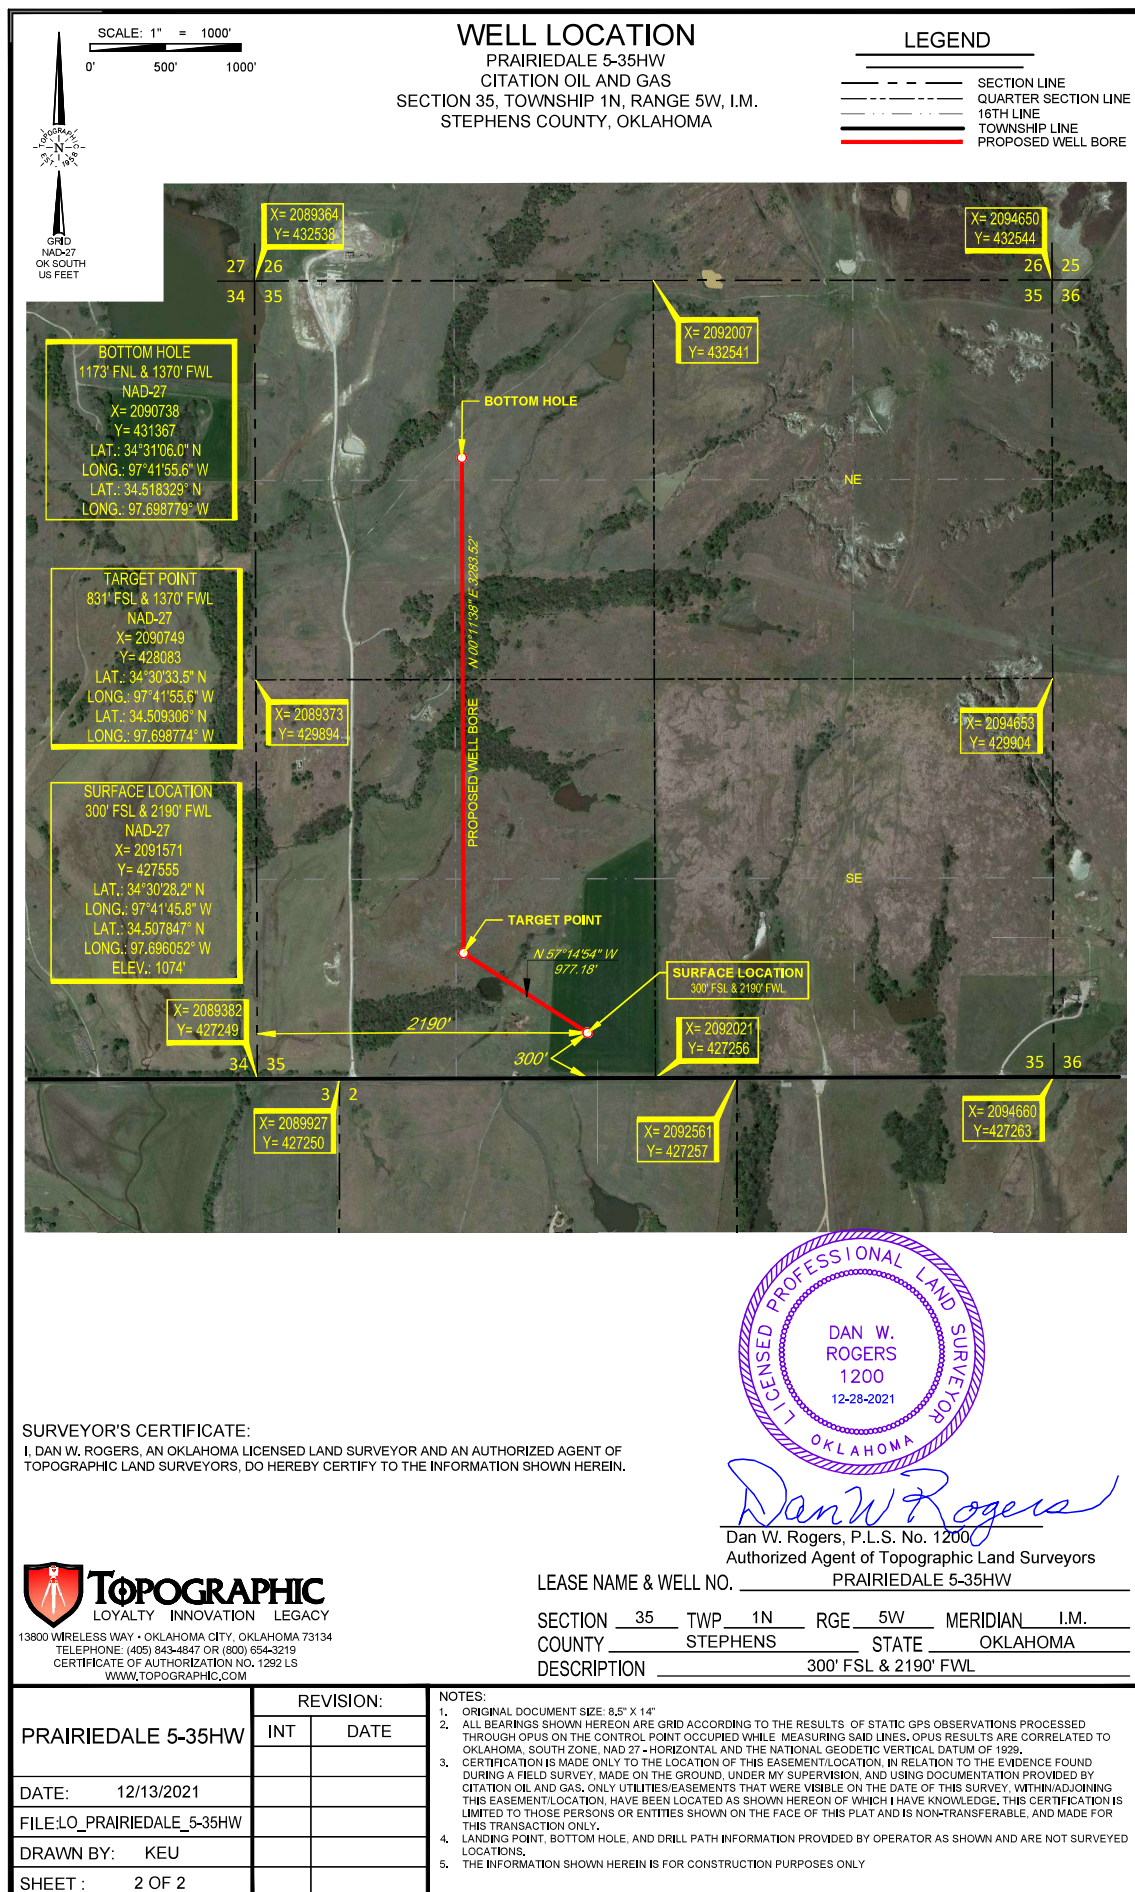 SCALE: 1" = 1000'
0' 500' 1000'
TOPOGRAPHIC
N
EST. 1958
GRID
NAD-27
OK SOUTH
US FEET
WELL LOCATION
PRAIRIEDALE 5-35HW
CITATION OIL AND GAS
SECTION 35, TOWNSHIP 1N, RANGE 5W, I.M.
STEPHENS COUNTY, OKLAHOMA
LEGEND
SECTION LINE
QUARTER SECTION LINE
16TH LINE
TOWNSHIP LINE
PROPOSED WELL BORE
X= 2089364
Y= 432538
X= 2094650
Y= 432544
27 26
34 35
26 25
35 36
X= 2092007
Y= 432541
BOTTOM HOLE
1173' FNL & 1370' FWL
NAD-27
X= 2090738
Y= 431367
LAT.: 34°31'06.0" N
LONG.: 97°41'55.6" W
LAT.: 34.518329° N
LONG.: 97.698779° W
BOTTOM HOLE
NE
N 00°11'38" E 3283.52'
PROPOSED WELL BORE
TARGET POINT
831' FSL & 1370' FWL
NAD-27
X= 2090749
Y= 428083
LAT.: 34°30'33.5" N
LONG.: 97°41'55.6" W
LAT.: 34.509306° N
LONG.: 97.698774° W
X= 2089373
Y= 429894
X= 2094653
Y= 429904
SURFACE LOCATION
300' FSL & 2190' FWL
NAD-27
X= 2091571
Y= 427555
LAT.: 34°30'28.2" N
LONG.: 97°41'45.8" W
LAT.: 34.507847° N
LONG.: 97.696052° W
ELEV.: 1074'
SE
TARGET POINT
N 57°14'54" W
977.18'
SURFACE LOCATION
300' FSL & 2190' FWL
X= 2089382
Y= 427249
2190'
300'
X= 2092021
Y= 427256
34 35
35 36
3 2
X= 2089927
Y= 427250
X= 2092561
Y= 427257
X= 2094660
Y=427263
LICENSED PROFESSIONAL LAND SURVEYOR
DAN W.
ROGERS
1200
12-28-2021
OKLAHOMA
SURVEYOR'S CERTIFICATE:
I, DAN W. ROGERS, AN OKLAHOMA LICENSED LAND SURVEYOR AND AN AUTHORIZED AGENT OF
TOPOGRAPHIC LAND SURVEYORS, DO HEREBY CERTIFY TO THE INFORMATION SHOWN HEREIN.
Dan W Rogers
Dan W. Rogers, P.L.S. No. 1200
Authorized Agent of Topographic Land Surveyors
TOPOGRAPHIC
LOYALTY INNOVATION LEGACY
13800 WIRELESS WAY • OKLAHOMA CITY, OKLAHOMA 73134
TELEPHONE: (405) 843-4847 OR (800) 654-3219
CERTIFICATE OF AUTHORIZATION NO. 1292 LS
WWW.TOPOGRAPHIC.COM
LEASE NAME & WELL NO. PRAIRIEDALE 5-35HW
SECTION 35 TWP 1N RGE 5W MERIDIAN I.M.
COUNTY STEPHENS STATE OKLAHOMA
DESCRIPTION 300' FSL & 2190' FWL
PRAIRIEDALE 5-35HW
REVISION:
INT DATE
DATE: 12/13/2021
FILE:LO_PRAIRIEDALE_5-35HW
DRAWN BY: KEU
SHEET : 2 OF 2
NOTES:
1. ORIGINAL DOCUMENT SIZE: 8.5" X 14"
2. ALL BEARINGS SHOWN HEREON ARE GRID ACCORDING TO THE RESULTS OF STATIC GPS OBSERVATIONS PROCESSED
THROUGH OPUS ON THE CONTROL POINT OCCUPIED WHILE MEASURING SAID LINES. OPUS RESULTS ARE CORRELATED TO
OKLAHOMA, SOUTH ZONE, NAD 27 - HORIZONTAL AND THE NATIONAL GEODETIC VERTICAL DATUM OF 1929.
3. CERTIFICATION IS MADE ONLY TO THE LOCATION OF THIS EASEMENT/LOCATION, IN RELATION TO THE EVIDENCE FOUND
DURING A FIELD SURVEY, MADE ON THE GROUND, UNDER MY SUPERVISION, AND USING DOCUMENTATION PROVIDED BY
CITATION OIL AND GAS. ONLY UTILITIES/EASEMENTS THAT WERE VISIBLE ON THE DATE OF THIS SURVEY, WITHIN/ADJOINING
THIS EASEMENT/LOCATION, HAVE BEEN LOCATED AS SHOWN HEREON OF WHICH I HAVE KNOWLEDGE. THIS CERTIFICATION IS
LIMITED TO THOSE PERSONS OR ENTITIES SHOWN ON THE FACE OF THIS PLAT AND IS NON-TRANSFERABLE, AND MADE FOR
THIS TRANSACTION ONLY.
4. LANDING POINT, BOTTOM HOLE, AND DRILL PATH INFORMATION PROVIDED BY OPERATOR AS SHOWN AND ARE NOT SURVEYED
LOCATIONS.
5. THE INFORMATION SHOWN HEREIN IS FOR CONSTRUCTION PURPOSES ONLY